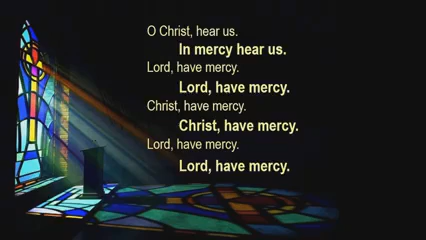 O Christ, hear us.
In mercy hear us.
Lord, have mercy.
Lord, have mercy.
Christ, have mercy.
Christ, have mercy.
Lord, have mercy.
Lord, have mercy.